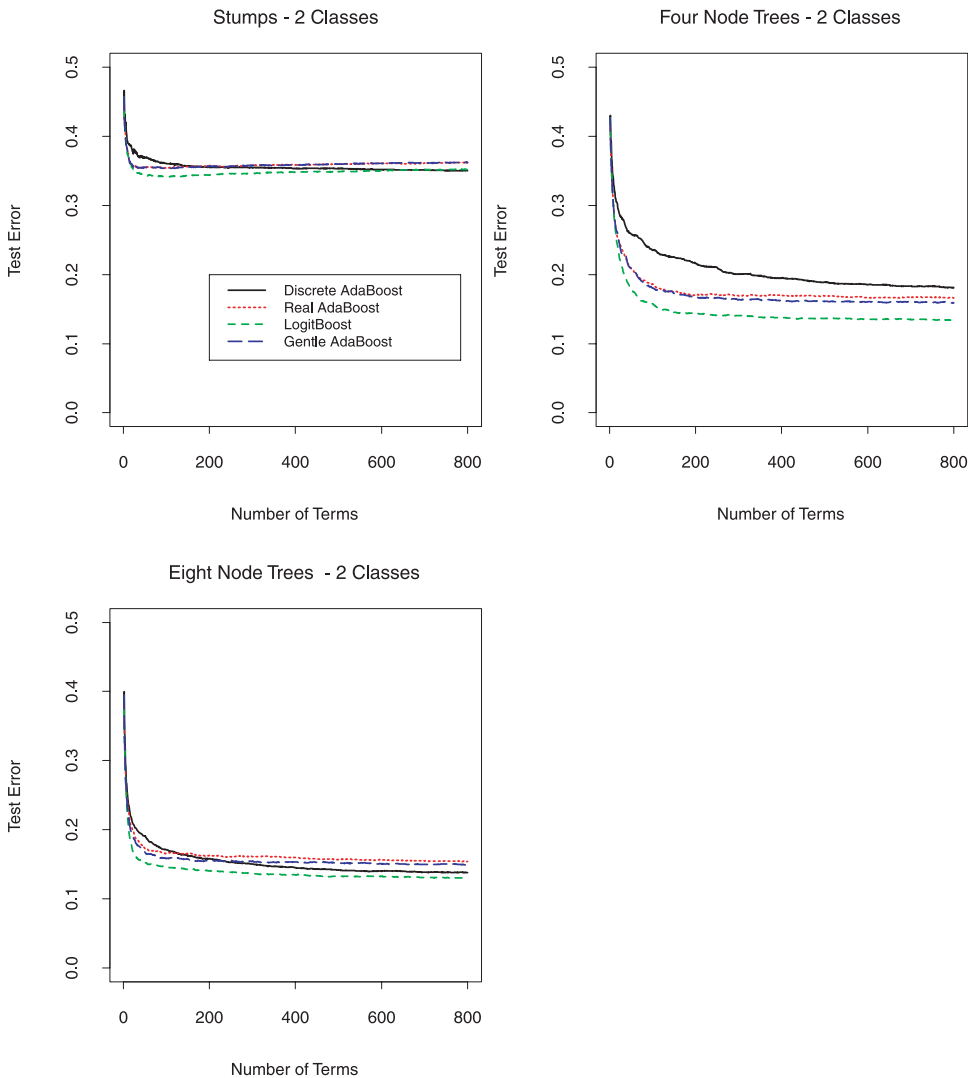 Stumps - 2 Classes
Test Error
0.5
0.4
0.3
0.2
0.1
0.0
Discrete AdaBoost
Real AdaBoost
LogitBoost
Gentle AdaBoost
0 200 400 600 800
Number of Terms
Four Node Trees - 2 Classes
Test Error
0.5
0.4
0.3
0.2
0.1
0.0
0 200 400 600 800
Number of Terms
Eight Node Trees - 2 Classes
Test Error
0.5
0.4
0.3
0.2
0.1
0.0
0 200 400 600 800
Number of Terms